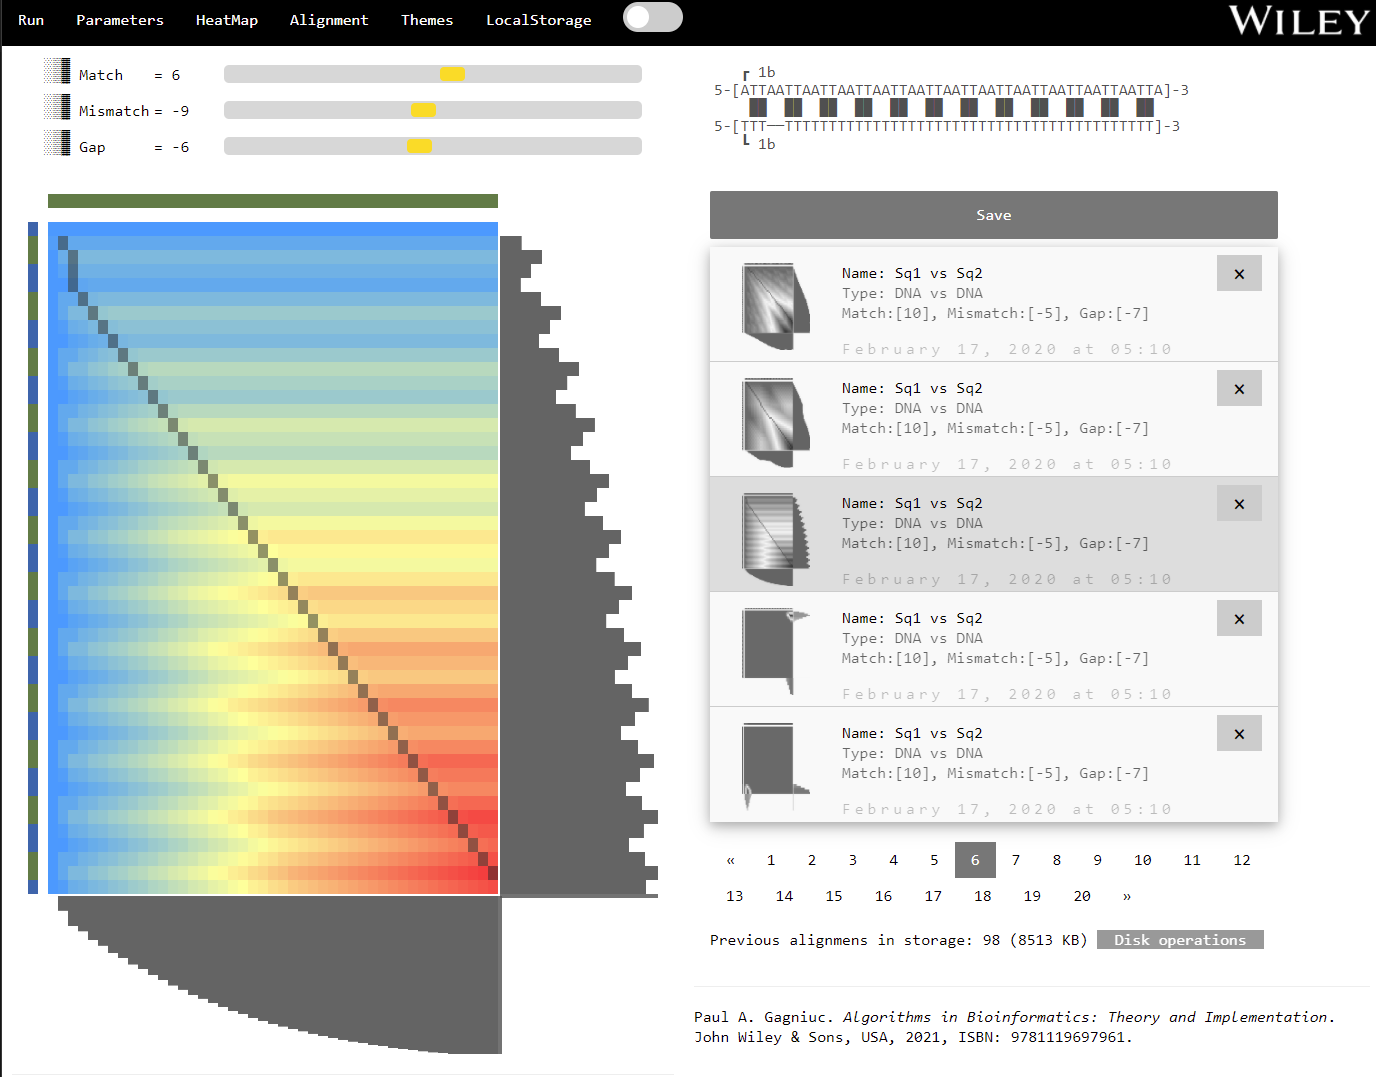 Run Parameters HeatMap Alignment Themes LocalStorage WILEY
Match = 6
Mismatch = -9
Gap = -6
┏ 1b
5-[ATTAATTAATTAATTAATTAATTAATTAATTAATTAATTAATTAATTA]-3
5-[TTT──TTTTTTTTTTTTTTTTTTTTTTTTTTTTTTTTTTTTTTTTTT]-3
┗ 1b
Save
Name: Sq1 vs Sq2 ×
Type: DNA vs DNA
Match:[10], Mismatch:[-5], Gap:[-7]
February 17, 2020 at 05:10
Name: Sq1 vs Sq2 ×
Type: DNA vs DNA
Match:[10], Mismatch:[-5], Gap:[-7]
February 17, 2020 at 05:10
Name: Sq1 vs Sq2 ×
Type: DNA vs DNA
Match:[10], Mismatch:[-5], Gap:[-7]
February 17, 2020 at 05:10
Name: Sq1 vs Sq2 ×
Type: DNA vs DNA
Match:[10], Mismatch:[-5], Gap:[-7]
February 17, 2020 at 05:10
Name: Sq1 vs Sq2 ×
Type: DNA vs DNA
Match:[10], Mismatch:[-5], Gap:[-7]
February 17, 2020 at 05:10
« 1 2 3 4 5 6 7 8 9 10 11 12
13 14 15 16 17 18 19 20 »
Previous alignmens in storage: 98 (8513 KB) Disk operations
Paul A. Gagniuc. Algorithms in Bioinformatics: Theory and Implementation.
John Wiley & Sons, USA, 2021, ISBN: 9781119697961.